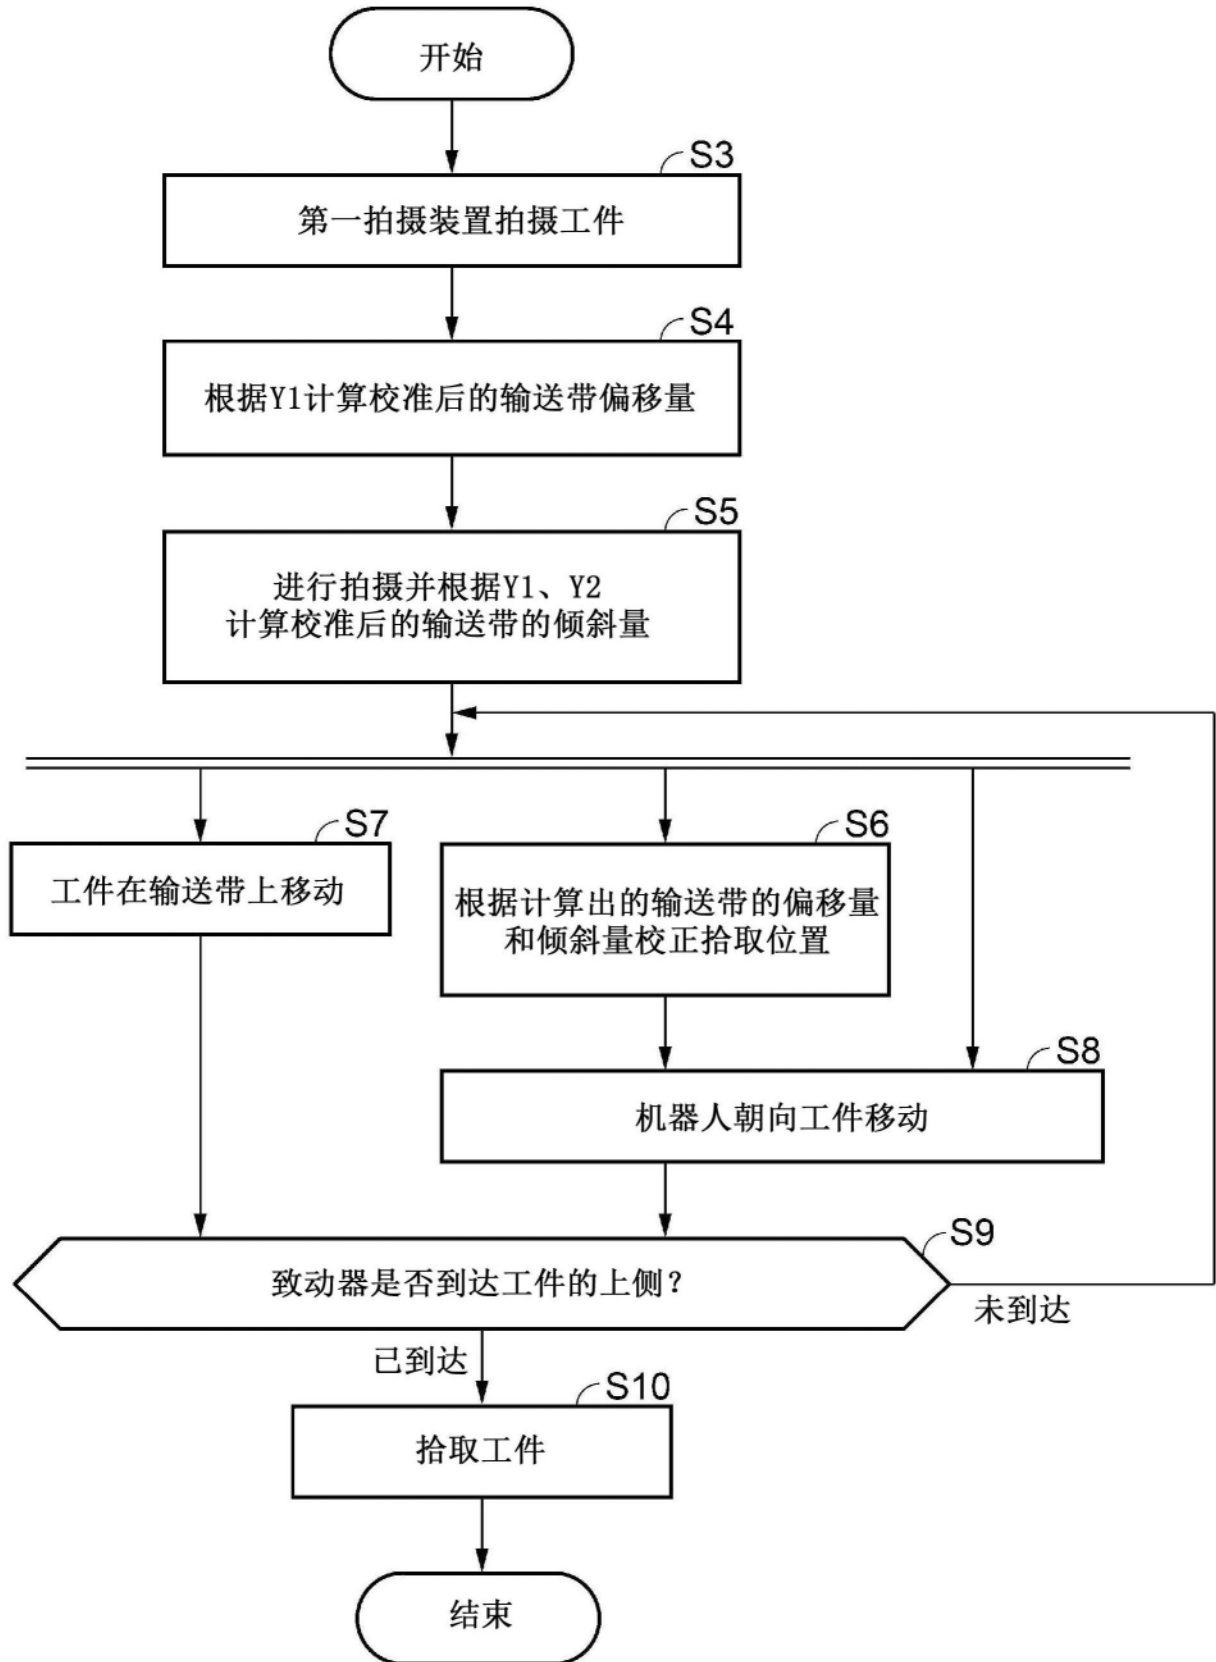 开始
S3
第一拍摄装置拍摄工件
S4
根据Y1计算校准后的输送带偏移量
S5
进行拍摄并根据Y1、Y2
计算校准后的输送带的倾斜量
S7
工件在输送带上移动
S6
根据计算出的输送带的偏移量
和倾斜量校正拾取位置
S8
机器人朝向工件移动
S9
致动器是否到达工件的上侧？
未到达
已到达
S10
拾取工件
结束